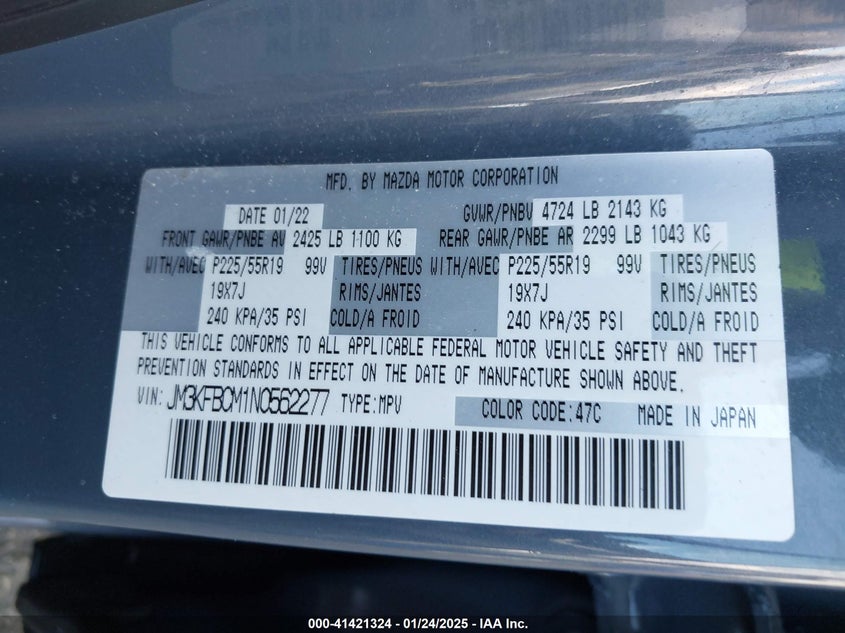 MFD. BY MAZDA MOTOR CORPORATION
DATE 01/22 GVWR/PNBV 4724 LB 2143 KG
FRONT GAWR/PNBE AV 2425 LB 1100 KG REAR GAWR/PNBE AR 2299 LB 1043 KG
WITH/AVEC P225/55R19 99V TIRES/PNEUS WITH/AVEC P225/55R19 99V TIRES/PNEUS
19X7J RIMS/JANTES 19X7J RIMS/JANTES
240 KPA/35 PSI COLD/A FROID 240 KPA/35 PSI COLD/A FROID
THIS VEHICLE CONFORMS TO ALL APPLICABLE FEDERAL MOTOR VEHICLE SAFETY AND THEFT
PREVENTION STANDARDS IN EFFECT ON THE DATE OF MANUFACTURE SHOWN ABOVE.
VIN: JM3KFBCM1N0562277 TYPE:MPV COLOR CODE:47C MADE IN JAPAN
000-41421324 - 01/24/2025 - IAA Inc.